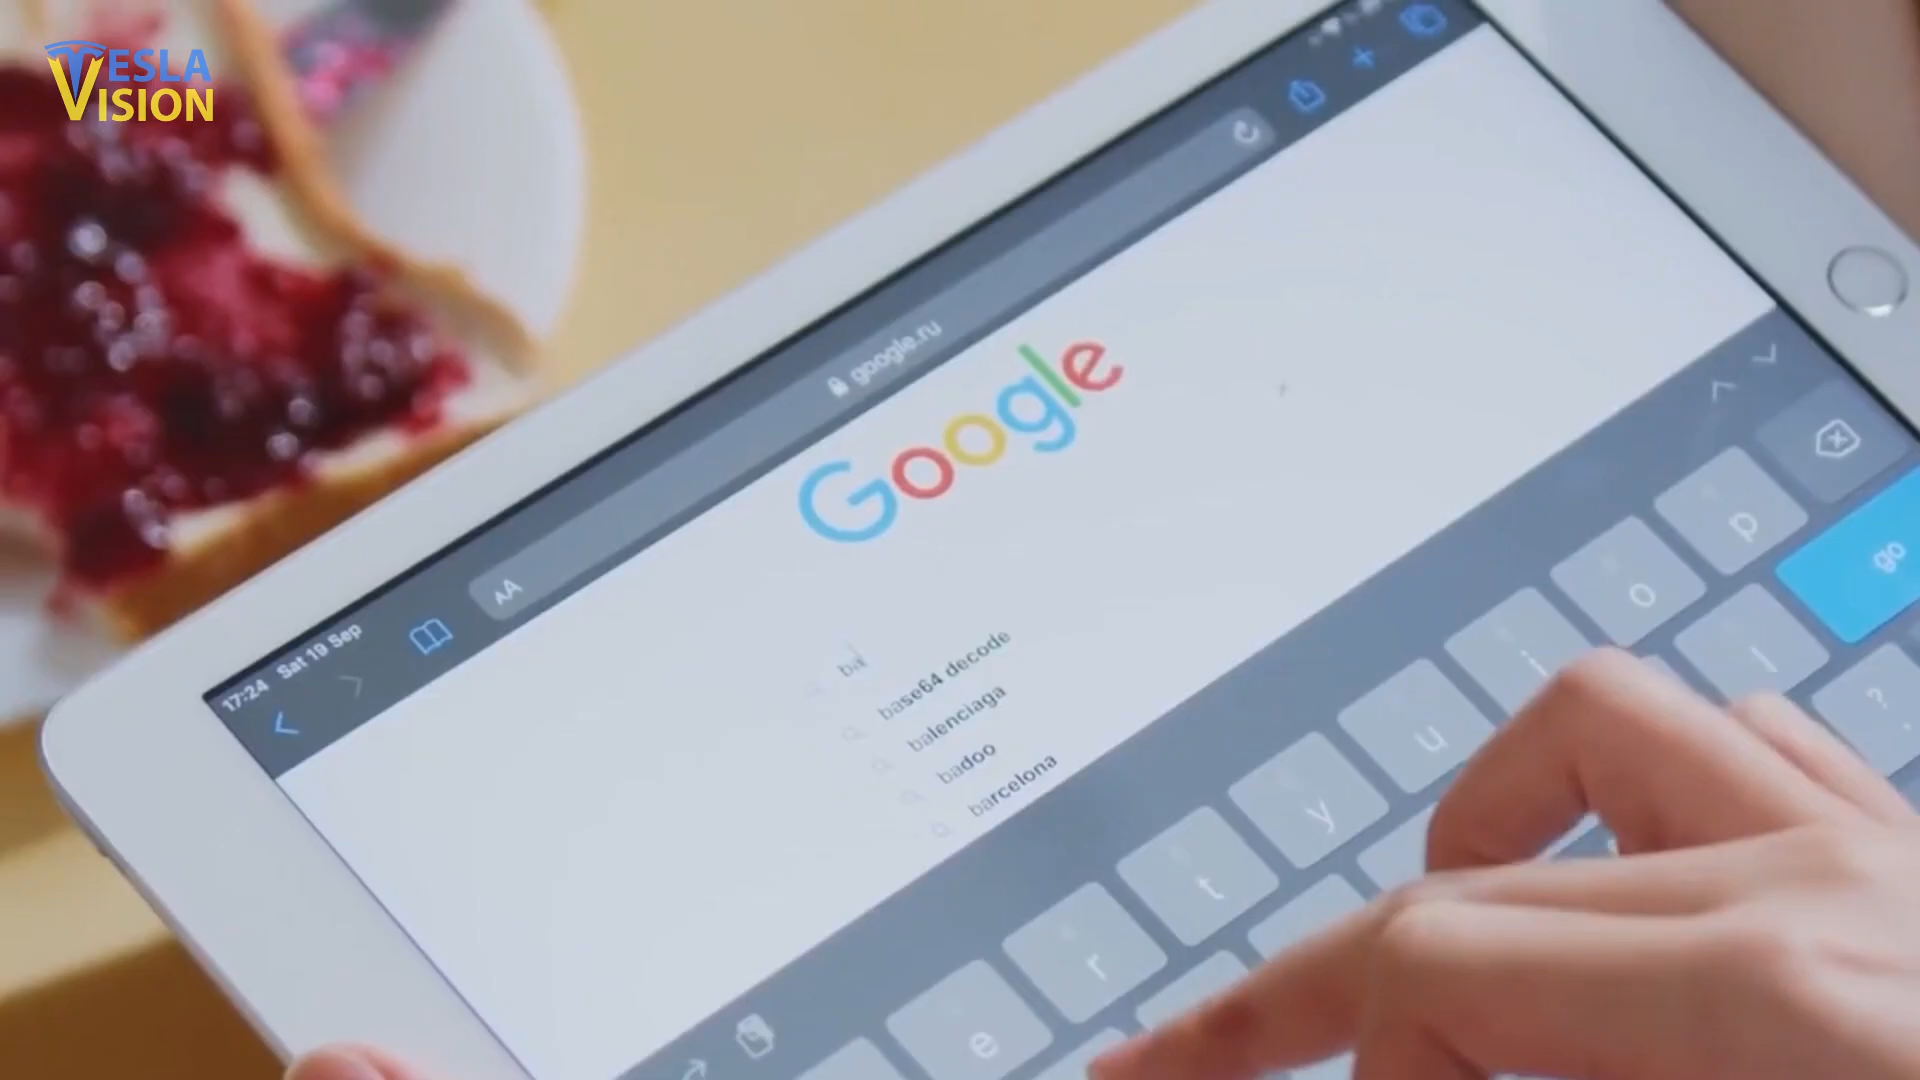 TESLA
VISION
17:24 Sat 19 Sep
AA
google.ru
Google
ba
base64 decode
balenciaga
badoo
barcelona
e r t y u i o p
l go
?